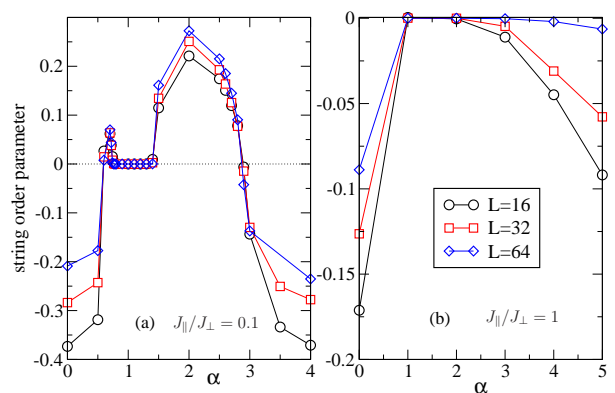 string order parameter
0.2
0.1
0
-0.1
-0.2
-0.3
-0.4
0 1 2 3 4
α
(a) J∥/J⊥ = 0.1
0
-0.05
-0.1
-0.15
-0.2
0 1 2 3 4 5
α
L=16
L=32
L=64
(b) J∥/J⊥ = 1